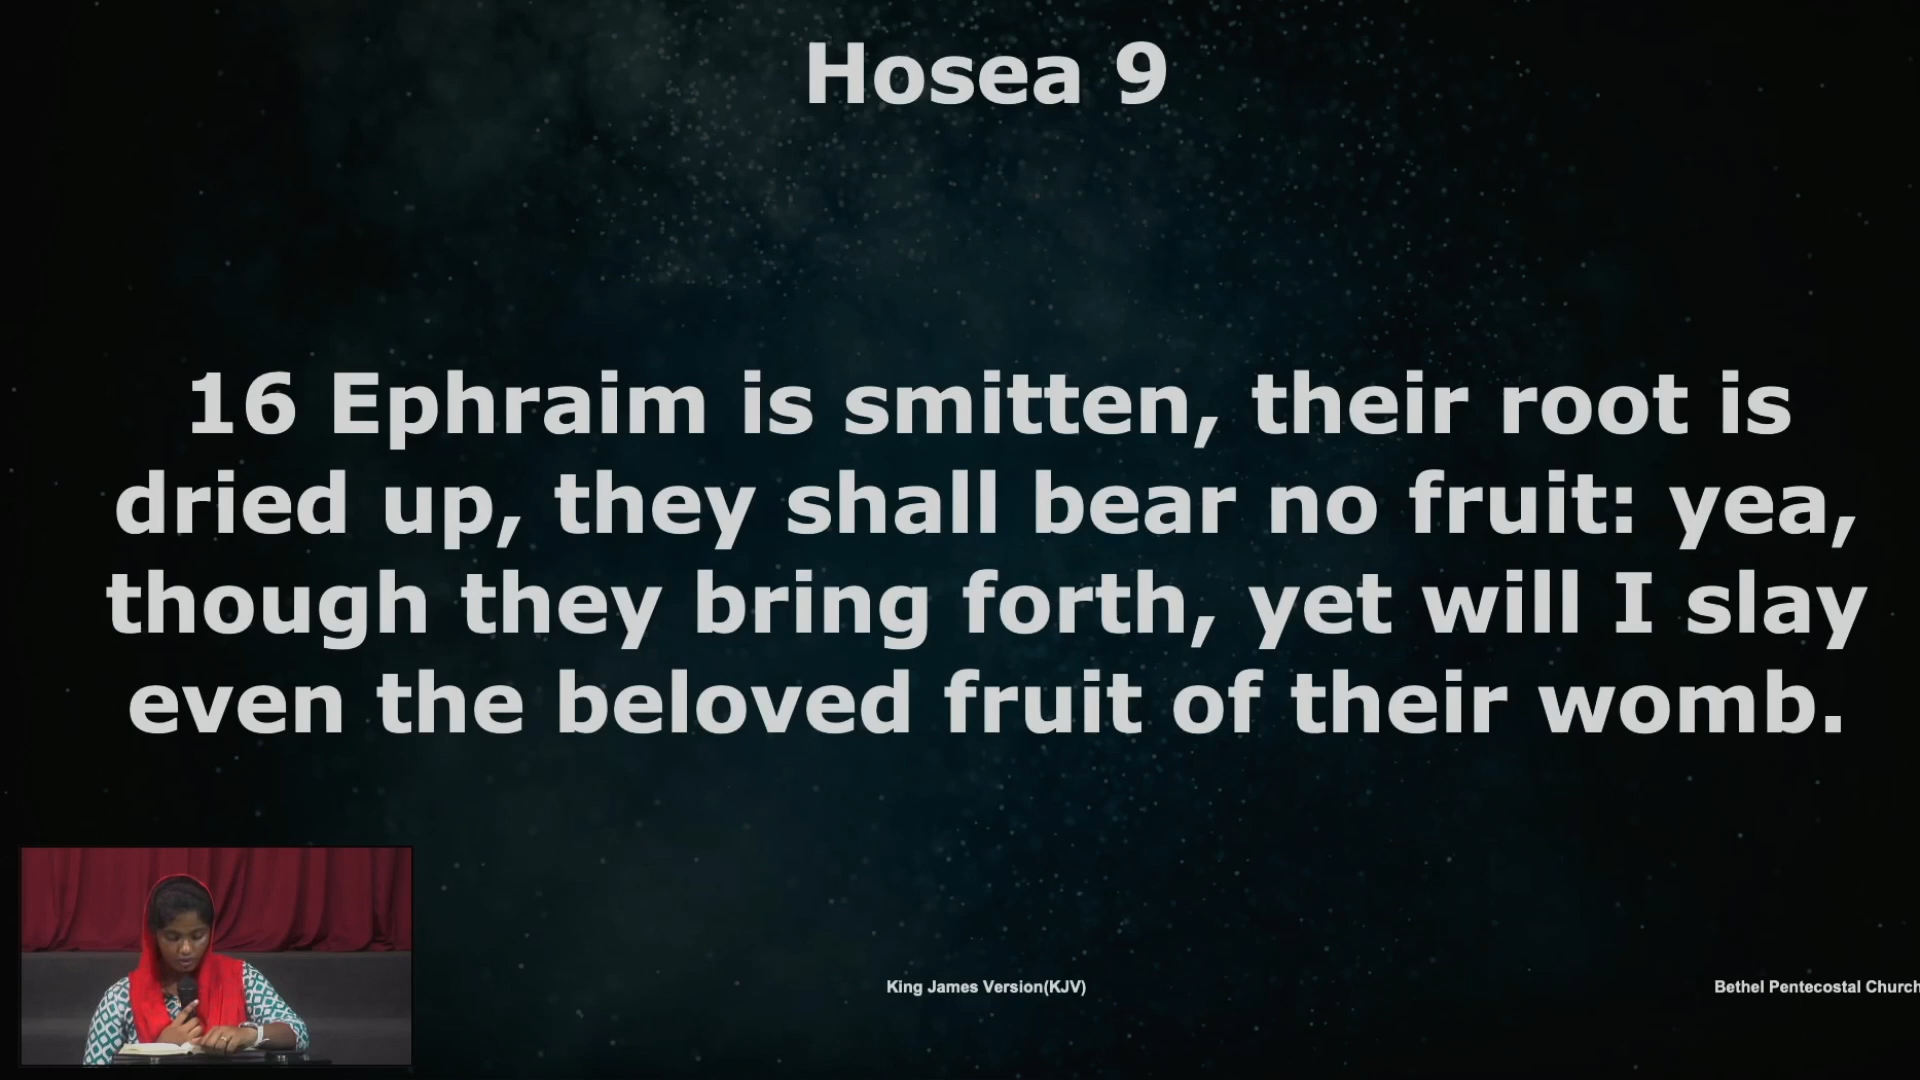 Hosea 9
16 Ephraim is smitten, their root is
dried up, they shall bear no fruit: yea,
though they bring forth, yet will I slay
even the beloved fruit of their womb.
King James Version(KJV)
Bethel Pentecostal Church